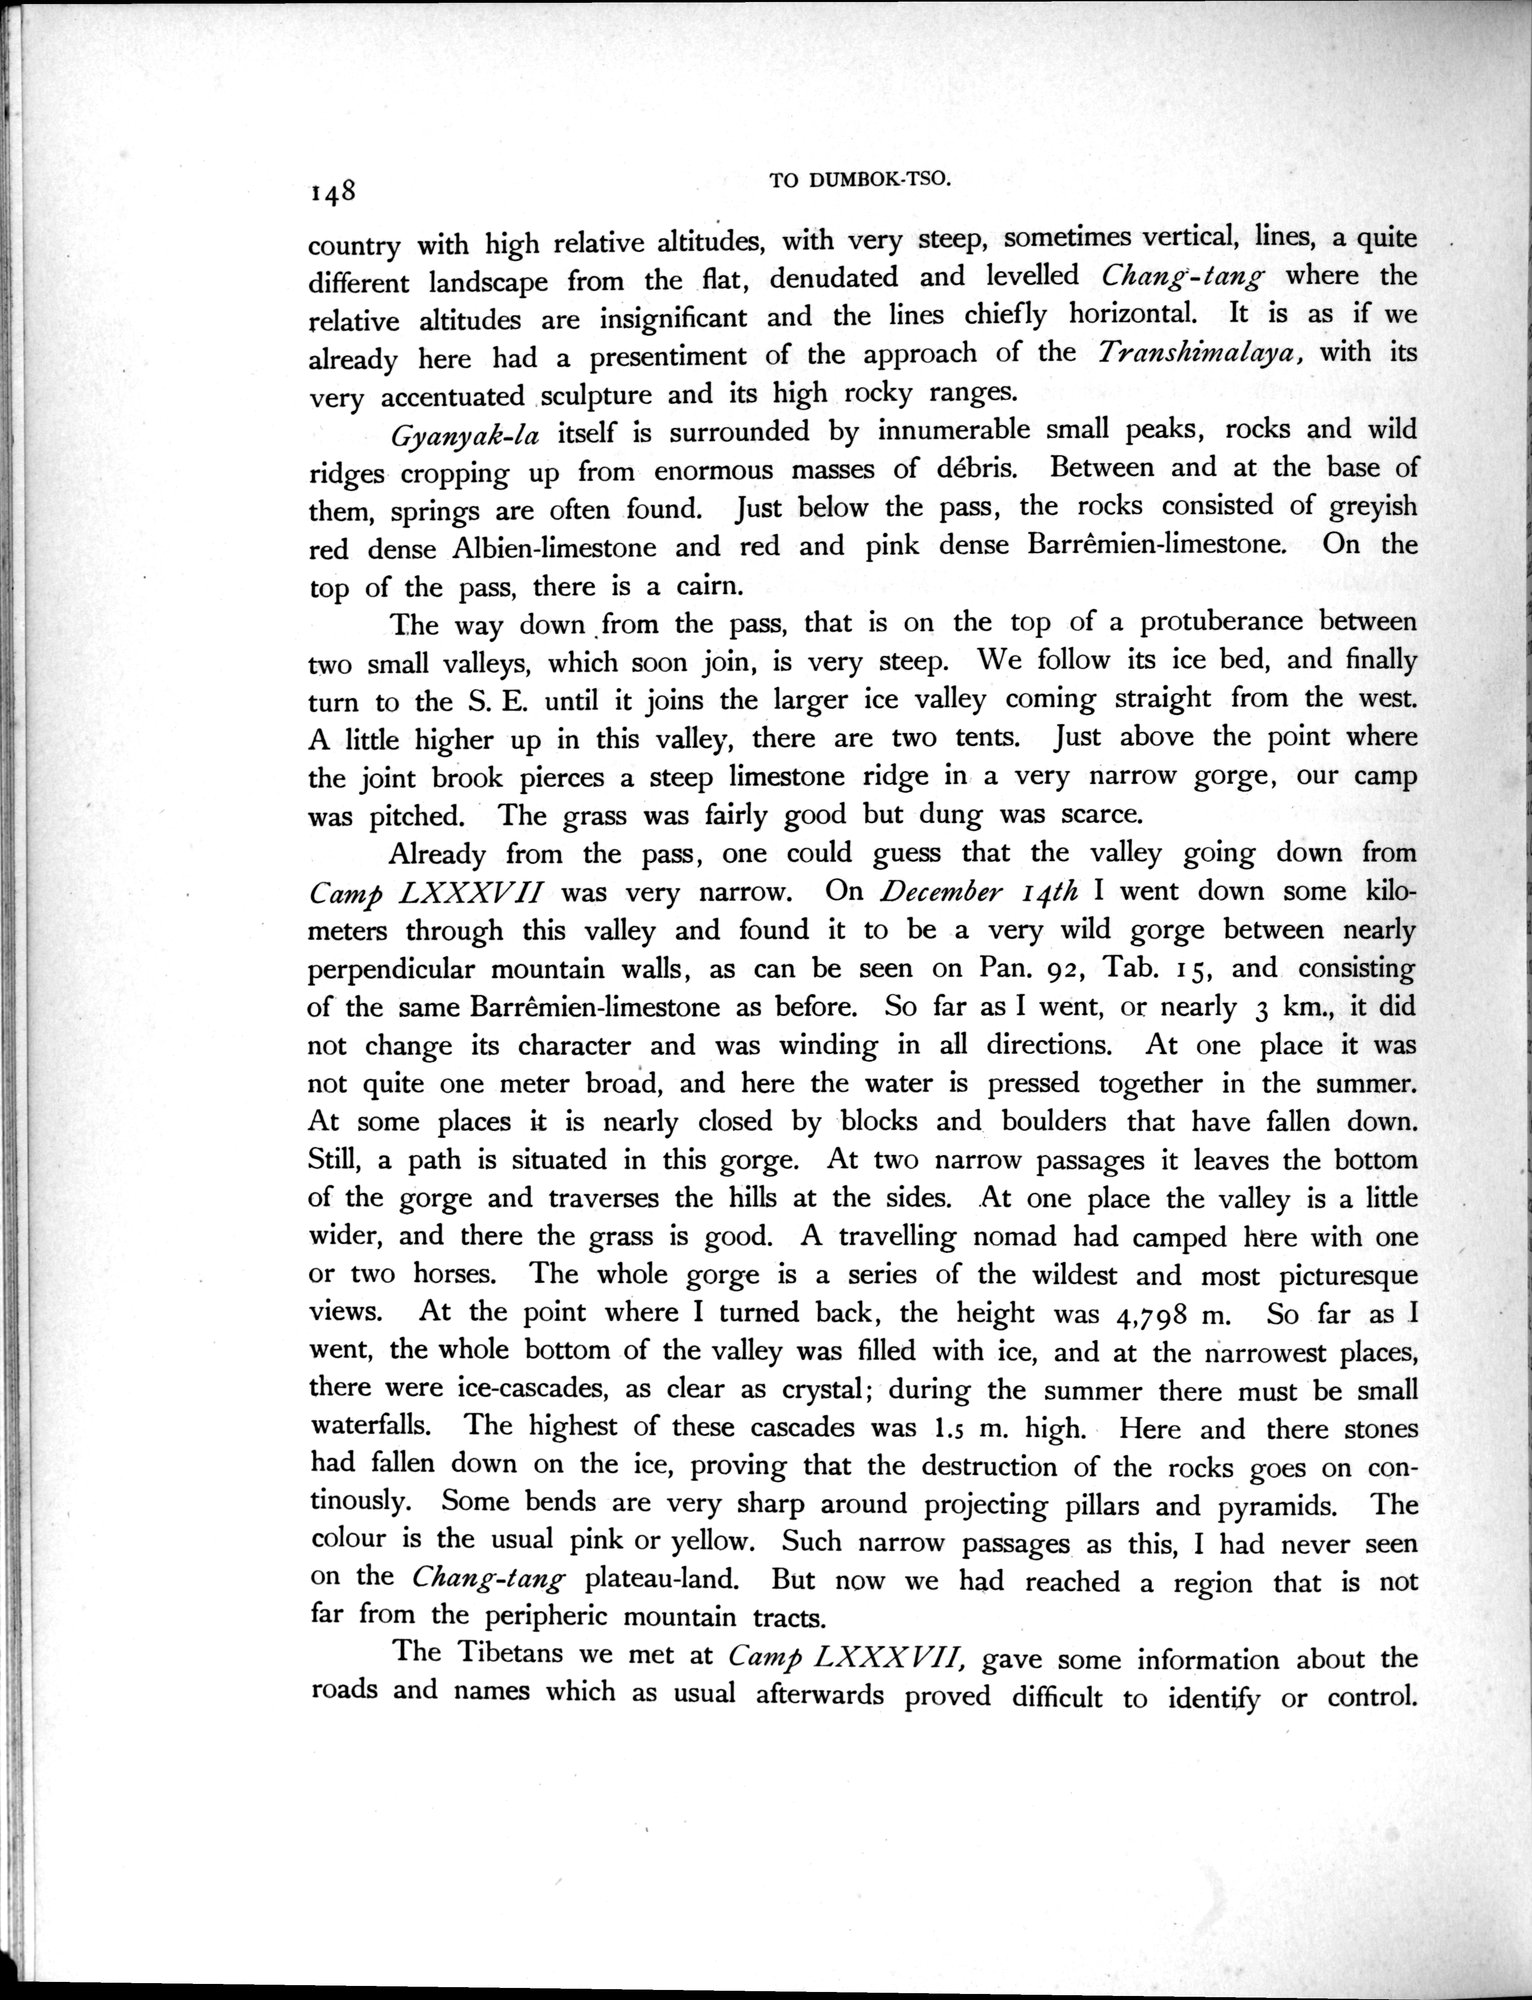 148
TO DUMBOK-TSO.
country with high relative altitudes, with very steep, sometimes vertical, lines, a quite
different landscape from the flat, denudated and levelled Chang-tang where the
relative altitudes are insignificant and the lines chiefly horizontal. It is as if we
already here had a presentiment of the approach of the Transhimalaya, with its
very accentuated sculpture and its high rocky ranges.
Gyanyak-la itself is surrounded by innumerable small peaks, rocks and wild
ridges cropping up from enormous masses of débris. Between and at the base of
them, springs are often found. Just below the pass, the rocks consisted of greyish
red dense Albien-limestone and red and pink dense Barrêmien-limestone. On the
top of the pass, there is a cairn.
The way down from the pass, that is on the top of a protuberance between
two small valleys, which soon join, is very steep. We follow its ice bed, and finally
turn to the S. E. until it joins the larger ice valley coming straight from the west.
A little higher up in this valley, there are two tents. Just above the point where
the joint brook pierces a steep limestone ridge in a very narrow gorge, our camp
was pitched. The grass was fairly good but dung was scarce.
Already from the pass, one could guess that the valley going down from
Camp LXXXVII was very narrow. On December 14th I went down some kilo-
meters through this valley and found it to be a very wild gorge between nearly
perpendicular mountain walls, as can be seen on Pan. 92, Tab. 15, and consisting
of the same Barrêmien-limestone as before. So far as I went, or nearly 3 km., it did
not change its character and was winding in all directions. At one place it was
not quite one meter broad, and here the water is pressed together in the summer.
At some places it is nearly closed by blocks and boulders that have fallen down.
Still, a path is situated in this gorge. At two narrow passages it leaves the bottom
of the gorge and traverses the hills at the sides. At one place the valley is a little
wider, and there the grass is good. A travelling nomad had camped here with one
or two horses. The whole gorge is a series of the wildest and most picturesque
views. At the point where I turned back, the height was 4,798 m. So far as I
went, the whole bottom of the valley was filled with ice, and at the narrowest places,
there were ice-cascades, as clear as crystal; during the summer there must be small
waterfalls. The highest of these cascades was 1.5 m. high. Here and there stones
had fallen down on the ice, proving that the destruction of the rocks goes on con-
tinously. Some bends are very sharp around projecting pillars and pyramids. The
colour is the usual pink or yellow. Such narrow passages as this, I had never seen
on the Chang-tang plateau-land. But now we had reached a region that is not
far from the peripheric mountain tracts.
The Tibetans we met at Camp LXXXVII, gave some information about the
roads and names which as usual afterwards proved difficult to identify or control.